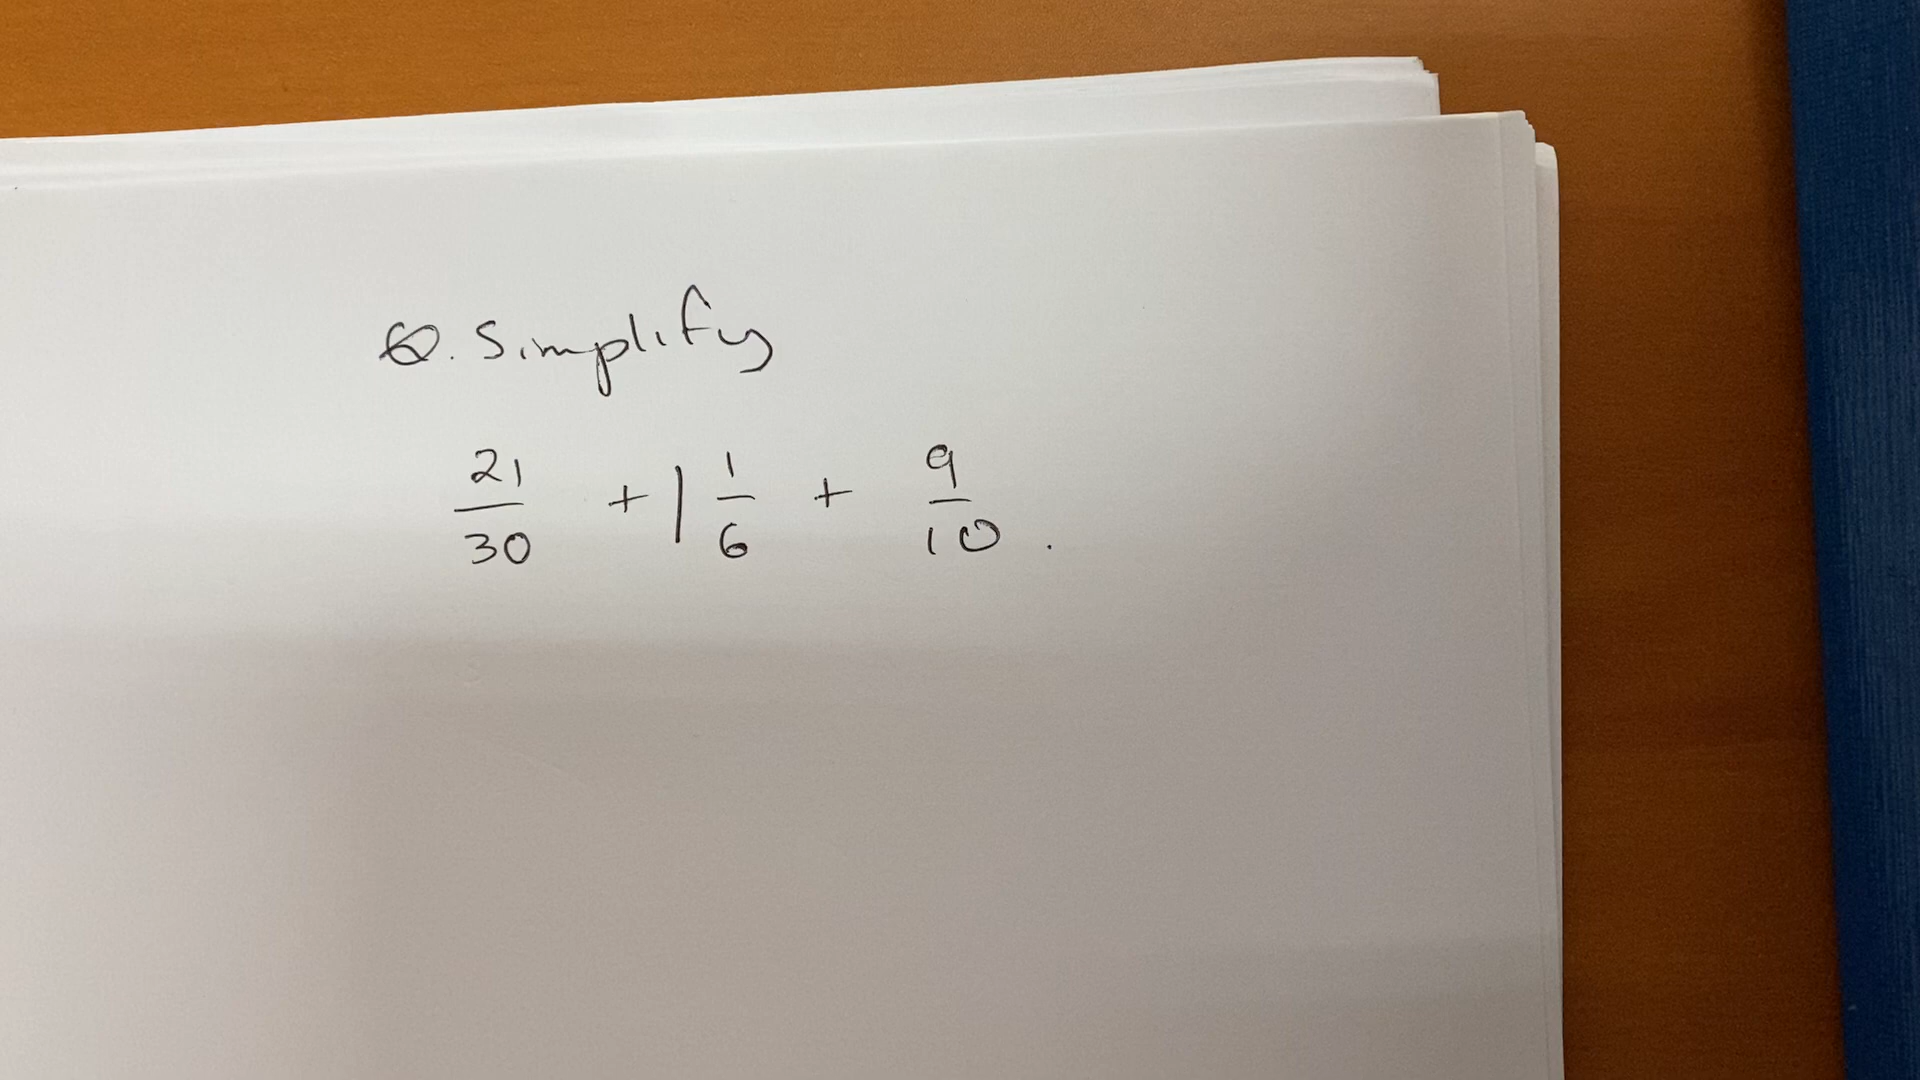 Q. Simplify
21/30 + 1 1/6 + 9/10.